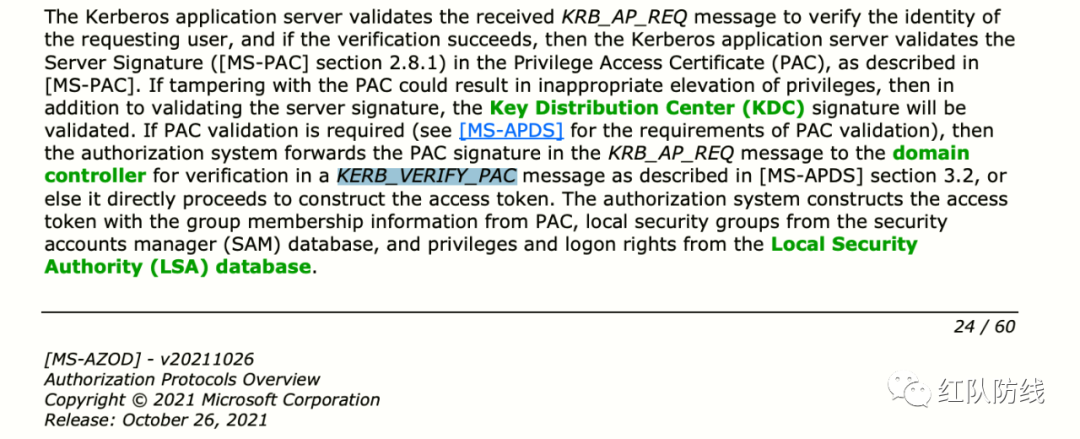 The Kerberos application server validates the received KRB_AP_REQ message to verify the identity of
the requesting user, and if the verification succeeds, then the Kerberos application server validates the
Server Signature ([MS-PAC] section 2.8.1) in the Privilege Access Certificate (PAC), as described in
[MS-PAC]. If tampering with the PAC could result in inappropriate elevation of privileges, then in
addition to validating the server signature, the Key Distribution Center (KDC) signature will be
validated. If PAC validation is required (see [MS-APDS] for the requirements of PAC validation), then
the authorization system forwards the PAC signature in the KRB_AP_REQ message to the domain
controller for verification in a KERB_VERIFY_PAC message as described in [MS-APDS] section 3.2, or
else it directly proceeds to construct the access token. The authorization system constructs the access
token with the group membership information from PAC, local security groups from the security
accounts manager (SAM) database, and privileges and logon rights from the Local Security
Authority (LSA) database.
24 / 60
[MS-AZOD] - v20211026
Authorization Protocols Overview
Copyright © 2021 Microsoft Corporation
Release: October 26, 2021
红队防线